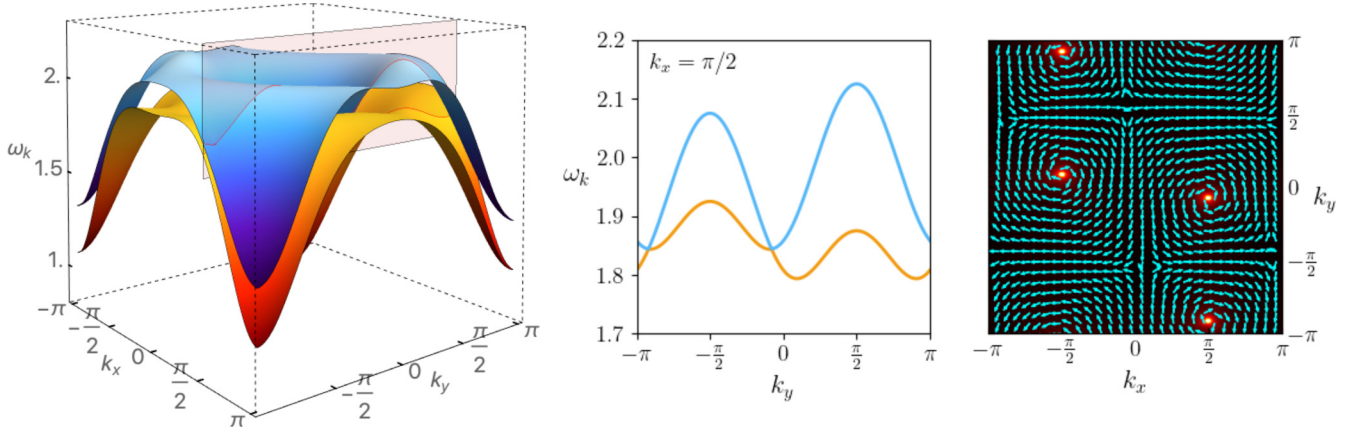 ω_k
2.
1.5
1.
-π
-π/2
0
π/2
π
k_x
-π/2
0
π/2
π
k_y
k_x = π/2
ω_k
2.2
2.1
2.0
1.9
1.8
1.7
-π
-π/2
0
π/2
π
k_y
π
π/2
0
-π/2
-π
k_y
-π
-π/2
0
π/2
π
k_x